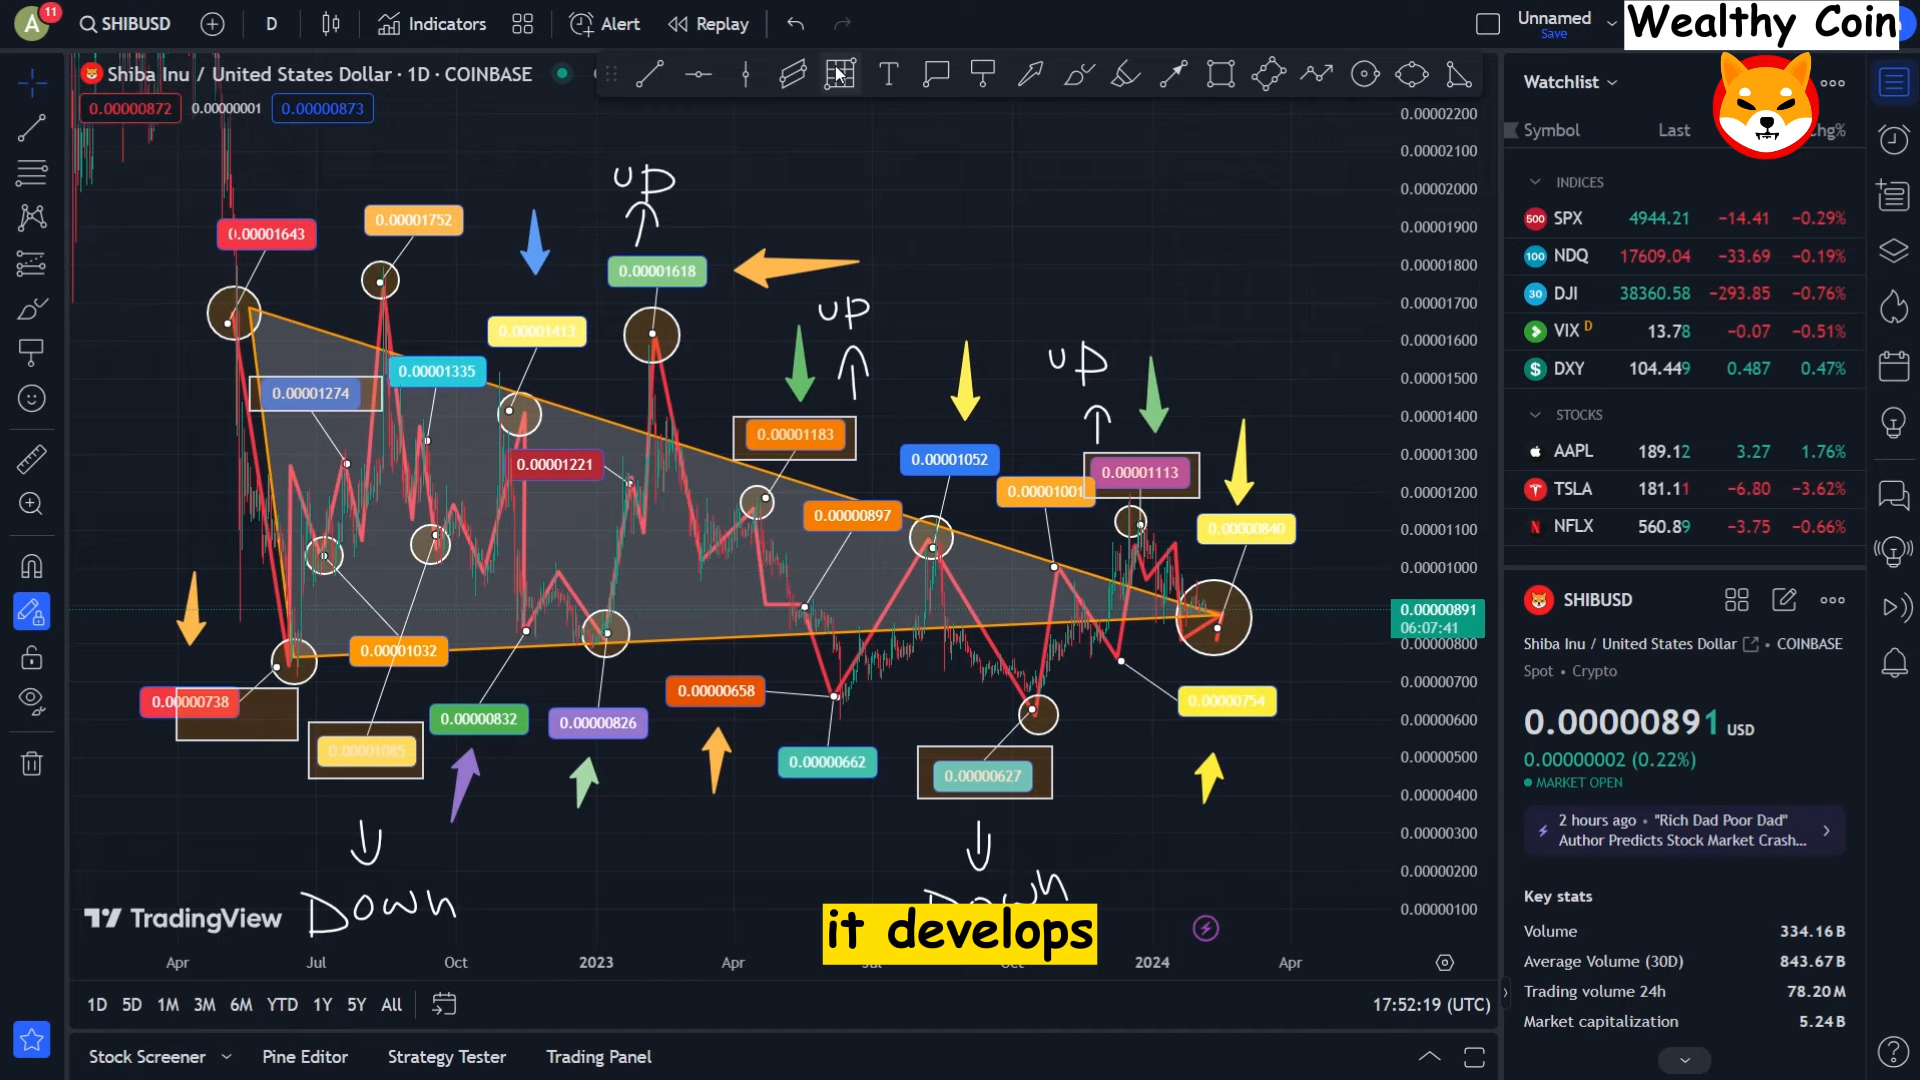 A
11
SHIBUSD
D
Indicators
Alert
Replay
Unnamed
Save
Wealthy Coin
Shiba Inu / United States Dollar · 1D · COINBASE
0.00000872
0.00000001
0.00000873
T
0.00002200
0.00002100
0.00002000
0.00001900
0.00001800
0.00001700
0.00001600
0.00001500
0.00001400
0.00001300
0.00001200
0.00001100
0.00001000
0.00000891
06:07:41
0.00000800
0.00000700
0.00000600
0.00000500
0.00000400
0.00000300
0.00000200
0.00000100
UP
0.00001643
0.00001752
0.00001618
UP
0.00001413
0.00001335
0.00001274
UP
0.00001183
0.00001221
0.00001052
0.00001113
0.00001001
0.00000897
0.00000840
0.00001032
0.00000738
0.00000658
0.00000754
0.00000832
0.00000826
0.00001085
0.00000662
0.00000627
Down
Down
TradingView
it develops
Apr
Jul
Oct
2023
Apr
Jul
Oct
2024
Apr
1D 5D 1M 3M 6M YTD 1Y 5Y All
17:52:19 (UTC)
Stock Screener
Pine Editor
Strategy Tester
Trading Panel
Watchlist
Symbol Last Chg%
INDICES
500 SPX 4944.21 −14.41 −0.29%
100 NDQ 17609.04 −33.69 −0.19%
30 DJI 38360.58 −293.85 −0.76%
VIX D 13.78 −0.07 −0.51%
$ DXY 104.449 0.487 0.47%
STOCKS
AAPL 189.12 3.27 1.76%
TSLA 181.11 −6.80 −3.62%
N NFLX 560.89 −3.75 −0.66%
SHIBUSD
Shiba Inu / United States Dollar • COINBASE
Spot • Crypto
0.00000891 USD
0.00000002 (0.22%)
MARKET OPEN
2 hours ago • "Rich Dad Poor Dad"
Author Predicts Stock Market Crash...
Key stats
Volume 334.16B
Average Volume (30D) 843.67B
Trading volume 24h 78.20M
Market capitalization 5.24B